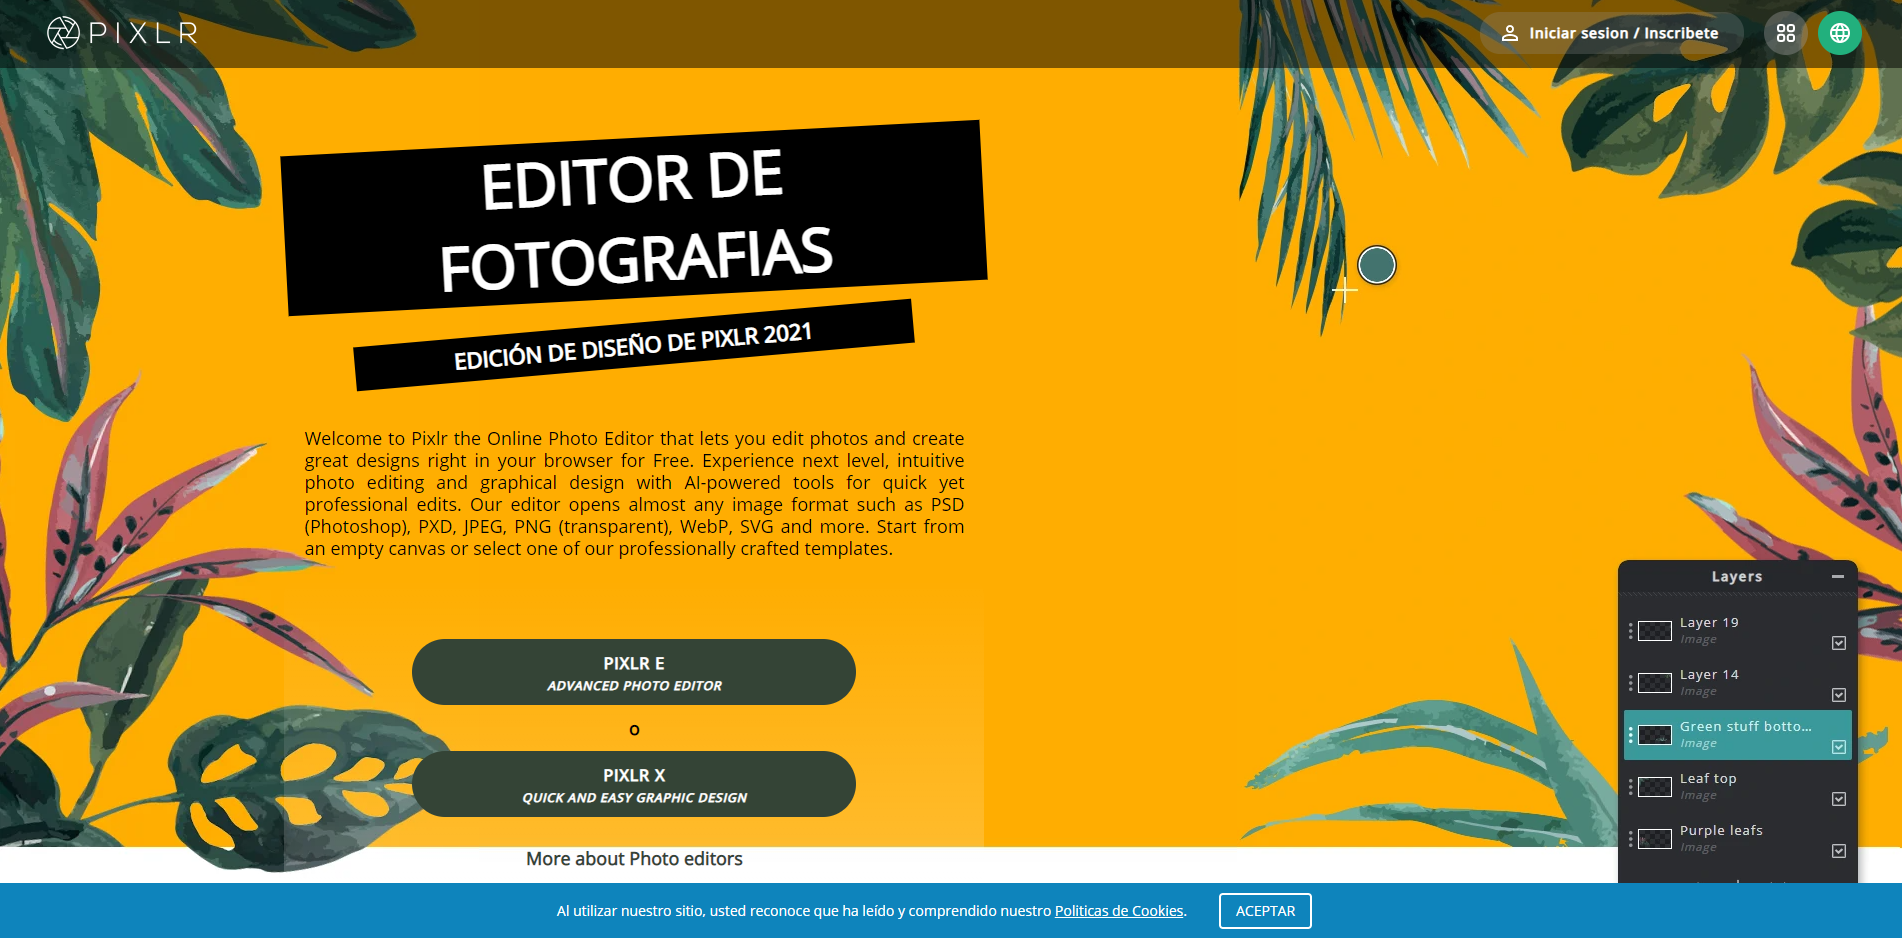 PIXLR
Iniciar sesion / Inscribete
EDITOR DE
FOTOGRAFIAS
EDICIÓN DE DISEÑO DE PIXLR 2021
Welcome to Pixlr the Online Photo Editor that lets you edit photos and create
great designs right in your browser for Free. Experience next level, intuitive
photo editing and graphical design with AI-powered tools for quick yet
professional edits. Our editor opens almost any image format such as PSD
(Photoshop), PXD, JPEG, PNG (transparent), WebP, SVG and more. Start from
an empty canvas or select one of our professionally crafted templates.
PIXLR E
ADVANCED PHOTO EDITOR
O
PIXLR X
QUICK AND EASY GRAPHIC DESIGN
More about Photo editors
Layers
Layer 19
Image
Layer 14
Image
Green stuff botto...
Image
Leaf top
Image
Purple leafs
Image
Al utilizar nuestro sitio, usted reconoce que ha leído y comprendido nuestro Politicas de Cookies.
ACEPTAR